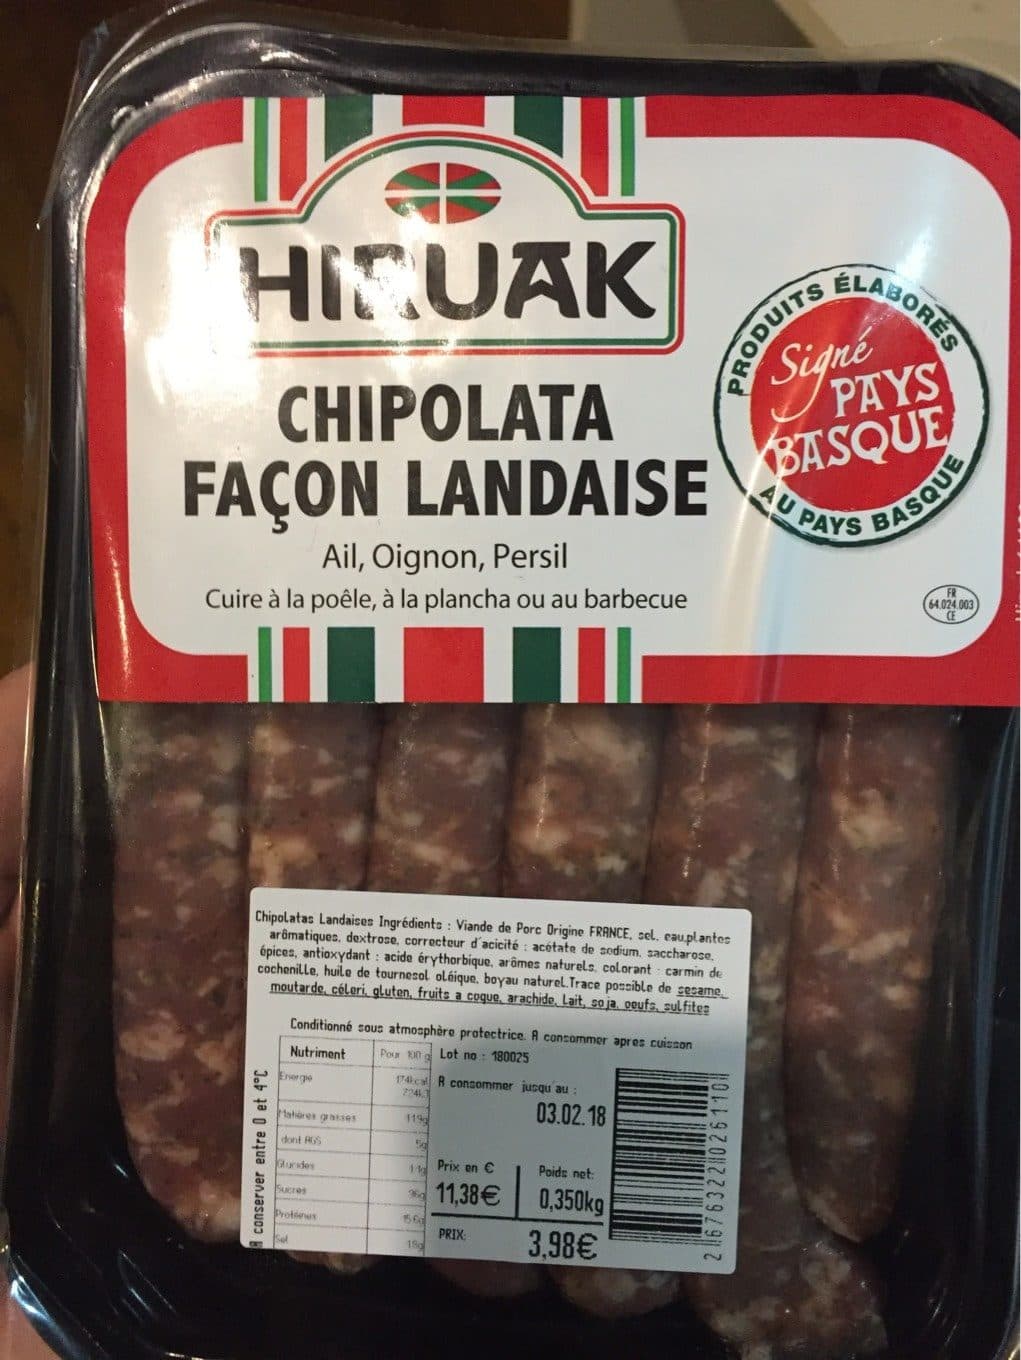 HIRUAK
CHIPOLATA
FAÇON LANDAISE
Ail, Oignon, Persil
Cuire à la poêle, à la plancha ou au barbecue
PRODUITS ÉLABORÉS
Signé
PAYS
BASQUE
AU PAYS BASQUE
FR
64.024.003
CE
Chipolatas Landaises Ingrédients : Viande de Porc Origine FRANCE, sel, eau,plantes
arômatiques, dextrose, correcteur d'acicité : acétate de sodium, saccharose,
épices, antioxydant : acide érythorbique, arômes naturels, colorant : carmin de
cochenille, huile de tournesol oléique, boyau naturel.Trace possible de sesame,
moutarde, céleri, gluten, fruits a coque, arachide, Lait, soja, oeufs, sulfites
Conditionné sous atmosphère protectrice. A consommer apres cuisson
A conserver entre 0 et 4°C
Nutriment Pour 100 g
Energie 174kcal
724kJ
Matières grasses
dont AGS 5g
Glucides
Sucres
Protéines
Sel
Lot no : 180025
A consommer jusqu'au :
03.02.18
Prix en € Poids net:
11,38€ 0,350kg
PRIX: 3,98€